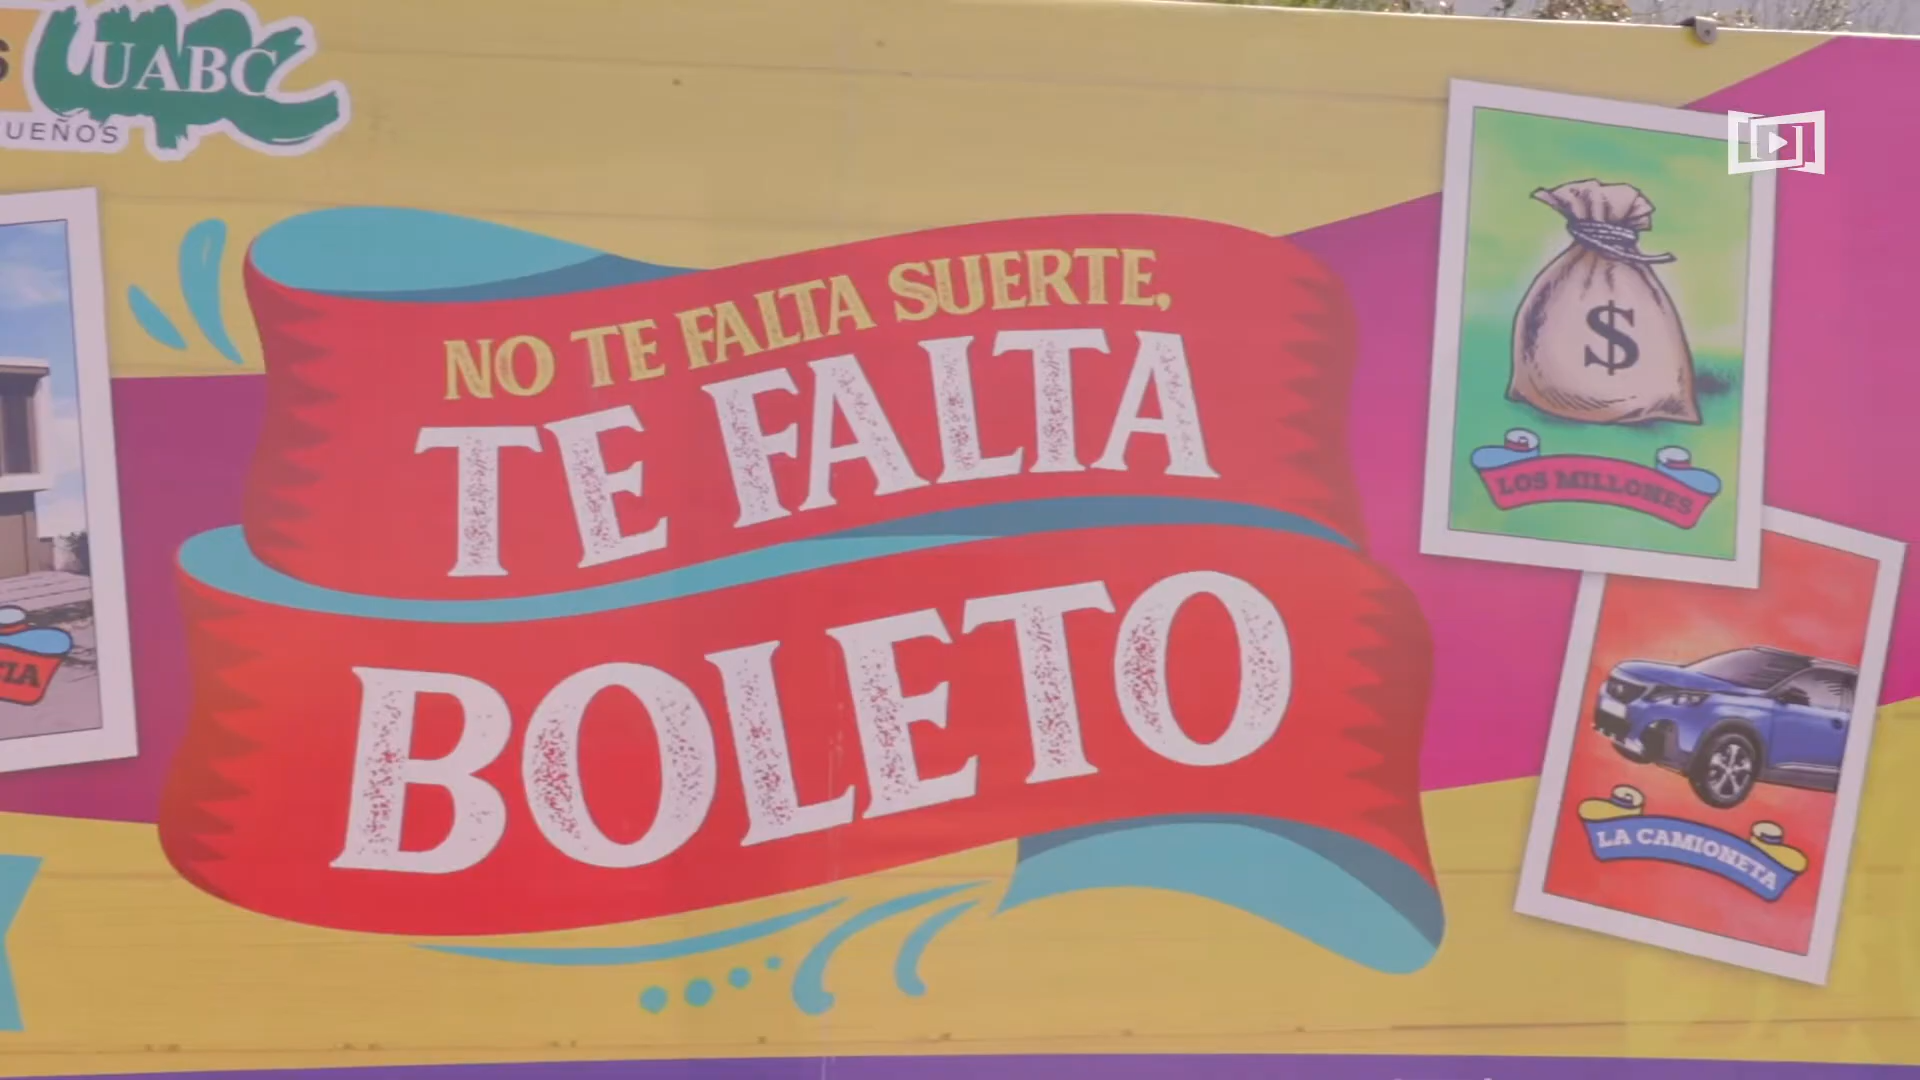 UABC
UEÑOS
NO TE FALTA SUERTE,
TE FALTA
BOLETO
$
LOS MILLONES
LA CAMIONETA